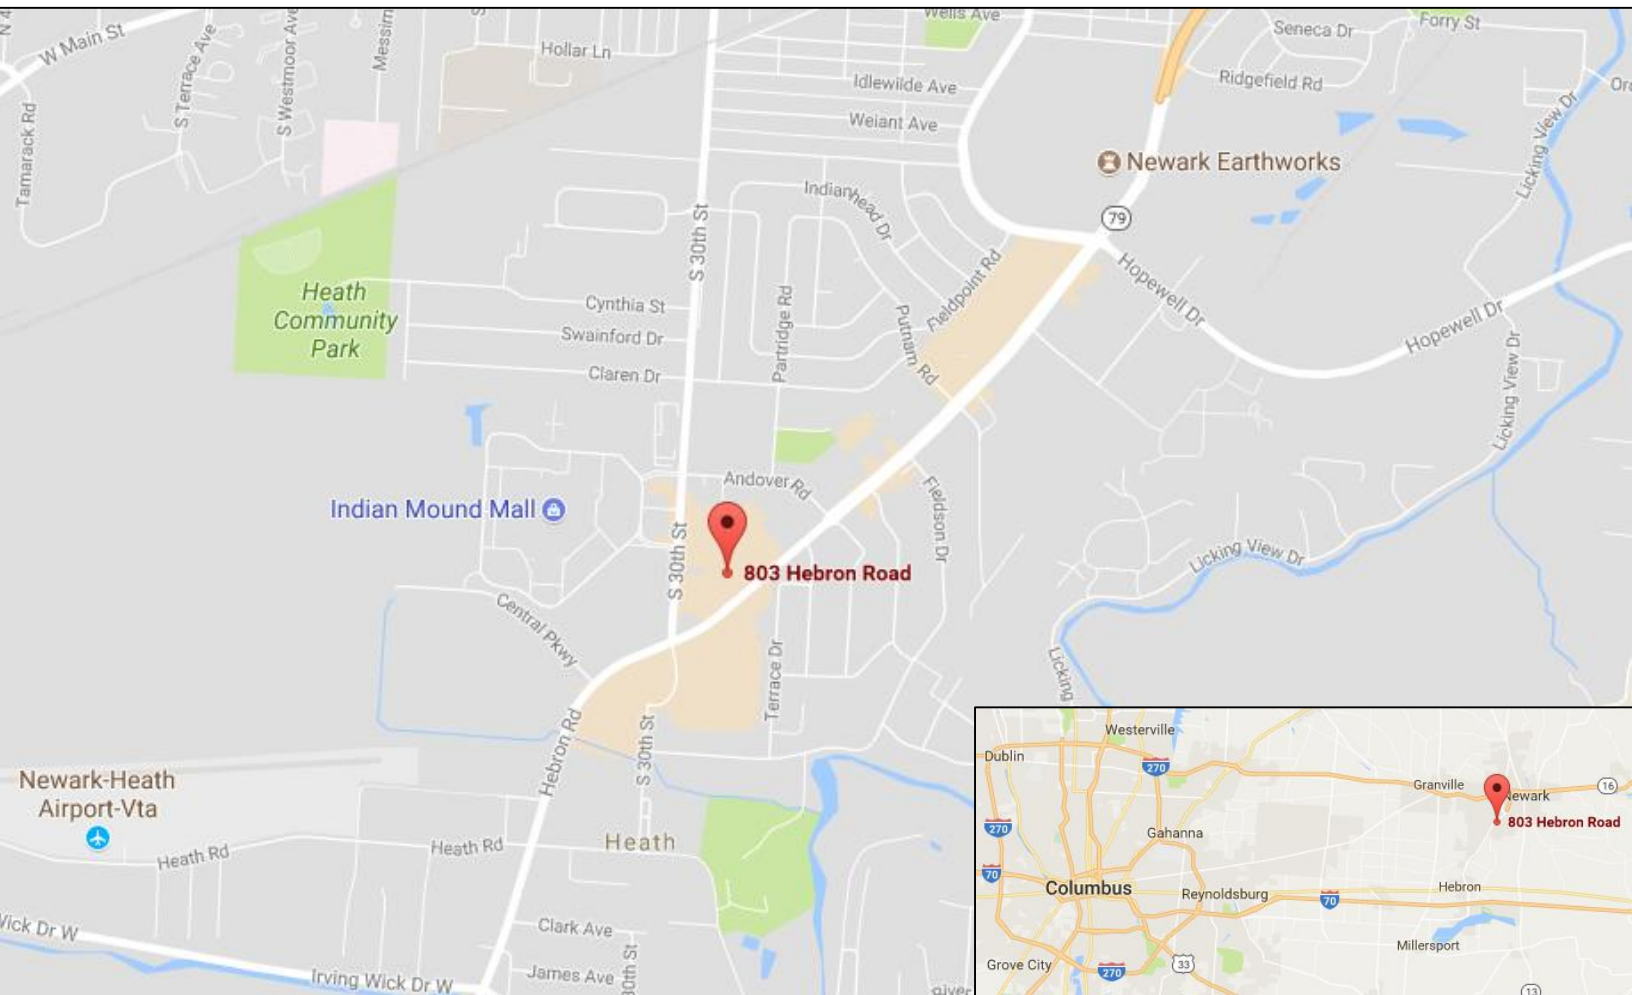 Wells Ave
Forry St
Seneca Dr
W Main St
S Terrace Ave
S Westmoor Ave
Hollar Ln
Idlewilde Ave
Ridgefield Rd
Tamarack Rd
Weiant Ave
Licking View Dr
Newark Earthworks
Indianhead Dr
79
S 30th St
Hopewell Dr
Fieldpoint Rd
Heath
Community
Park
Cynthia St
Partridge Rd
Putnam Rd
Swainford Dr
Hopewell Dr
Claren Dr
Licking View Dr
Andover Rd
Indian Mound Mall
Fieldson Dr
S 30th St
803 Hebron Road
Licking View Dr
Central Pkwy
Terrace Dr
Licking
Hebron Rd
S 30th St
Newark-Heath
Airport-Vta
Heath
Heath Rd
Heath Rd
Clark Ave
Wick Dr W
James Ave
Irving Wick Dr W
30th St
Westerville
Dublin
270
Granville
16
Newark
803 Hebron Road
270
Gahanna
70
Columbus
Reynoldsburg
70
Hebron
Millersport
Grove City
270
33
13